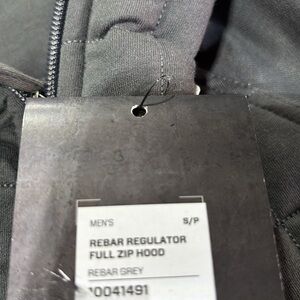 MEN'S S/P
REBAR REGULATOR
FULL ZIP HOOD
REBAR GREY
10041491